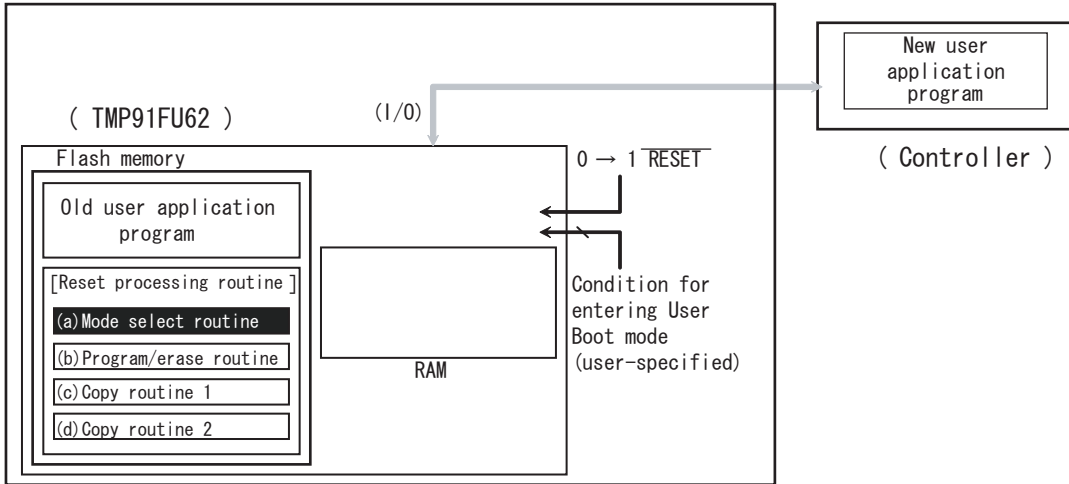 New user
application
program
( Controller )
(I/O)
( TMP91FU62 )
Flash memory
Old user application
program
[Reset processing routine]
(a)Mode select routine
(b)Program/erase routine
(c)Copy routine 1
(d)Copy routine 2
RAM
0 → 1 RESET
Condition for
entering User
Boot mode
(user-specified)